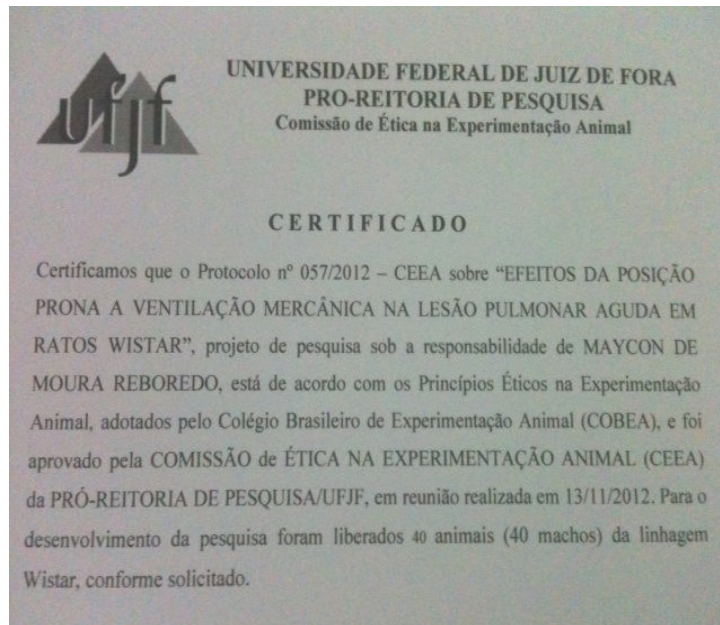 ufjf
UNIVERSIDADE FEDERAL DE JUIZ DE FORA
PRO-REITORIA DE PESQUISA
Comissão de Ética na Experimentação Animal
CERTIFICADO
Certificamos que o Protocolo nº 057/2012 – CEEA sobre “EFEITOS DA POSIÇÃO
PRONA A VENTILAÇÃO MERCÂNICA NA LESÃO PULMONAR AGUDA EM
RATOS WISTAR”, projeto de pesquisa sob a responsabilidade de MAYCON DE
MOURA REBOREDO, está de acordo com os Princípios Éticos na Experimentação
Animal, adotados pelo Colégio Brasileiro de Experimentação Animal (COBEA), e foi
aprovado pela COMISSÃO de ÉTICA NA EXPERIMENTAÇÃO ANIMAL (CEEA)
da PRÓ-REITORIA DE PESQUISA/UFJF, em reunião realizada em 13/11/2012. Para o
desenvolvimento da pesquisa foram liberados 40 animais (40 machos) da linhagem
Wistar, conforme solicitado.